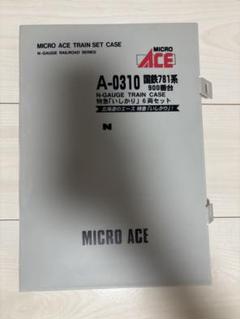 MICRO ACE TRAIN SET CASE
N-GAUGE RAILROAD SERIES
MICRO
ACE
A-0310 国鉄781系
900番台
N-GAUGE TRAIN CASE
特急「いしかり」6両セット
北海道のエース 特急「いしかり」!
N
MICRO ACE